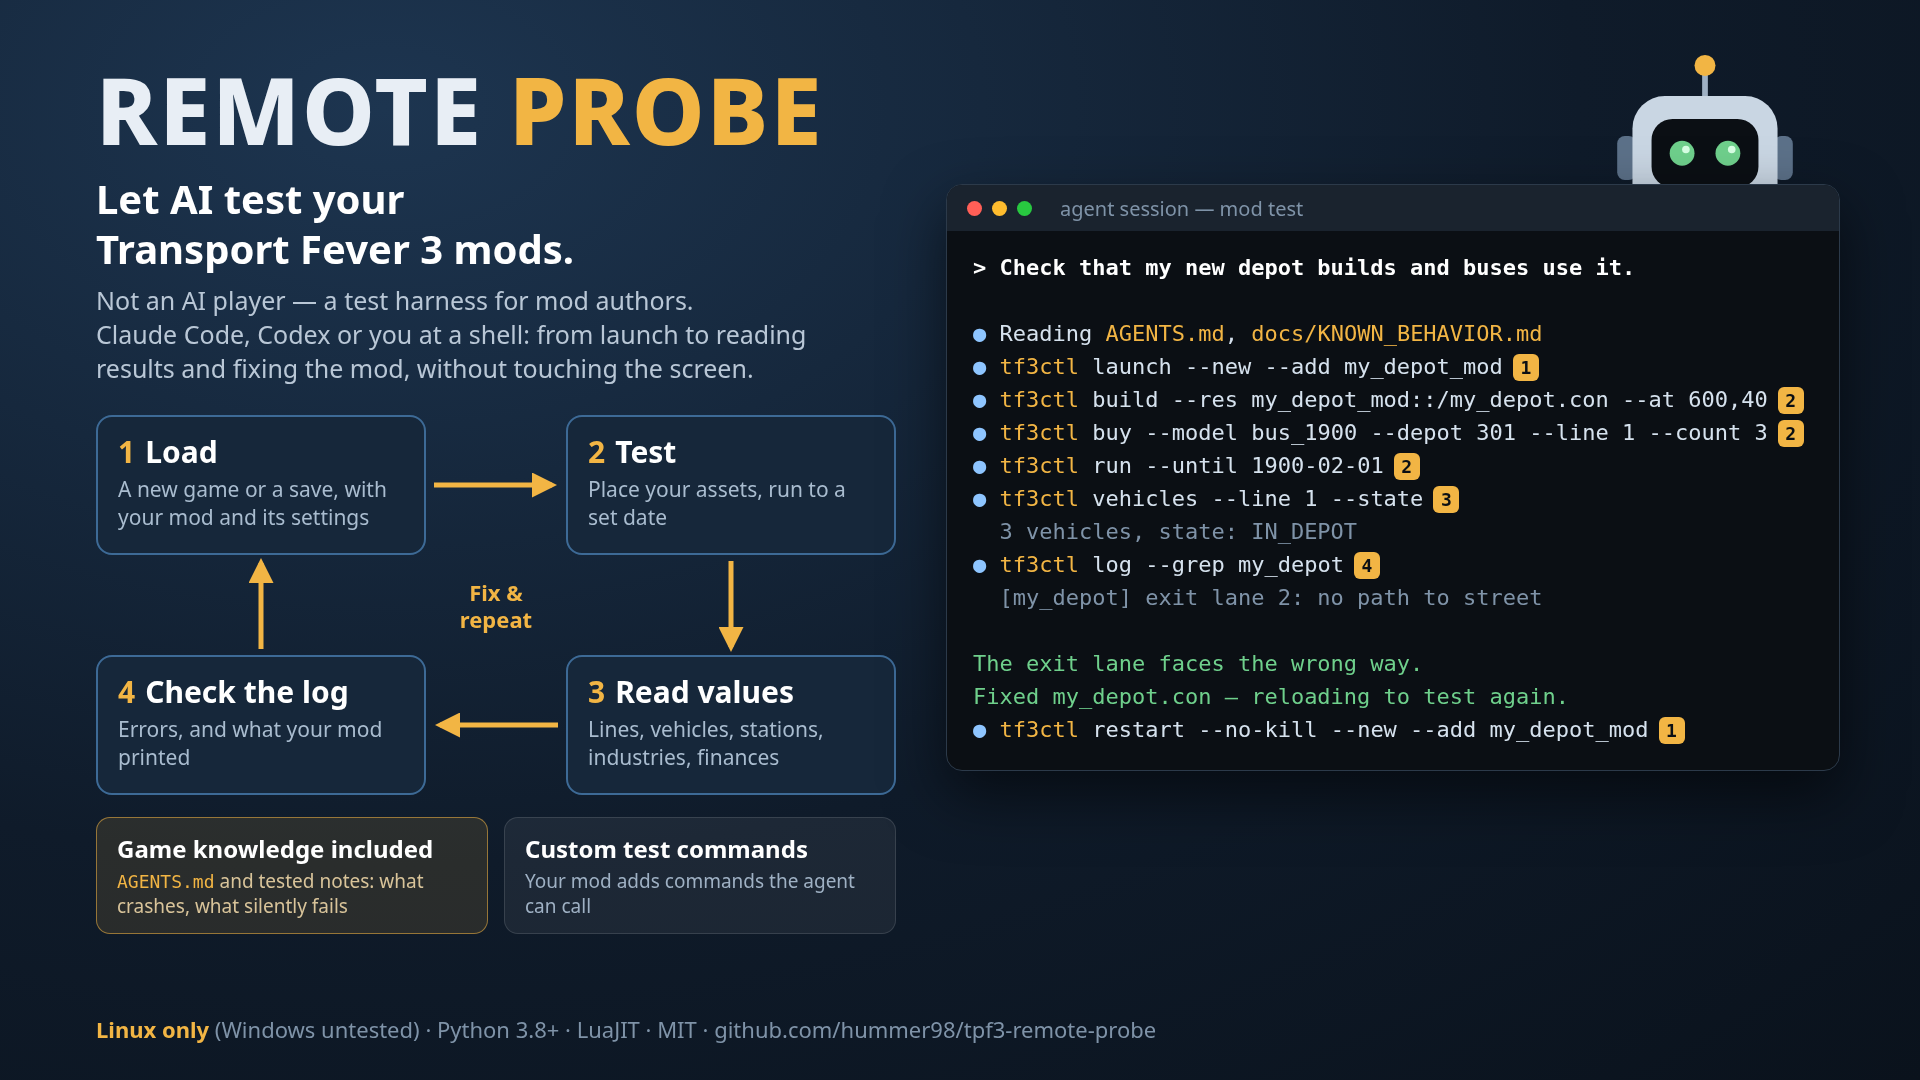 REMOTE PROBE
Let AI test your
Transport Fever 3 mods.
Not an AI player — a test harness for mod authors.
Claude Code, Codex or you at a shell: from launch to reading
results and fixing the mod, without touching the screen.
1 Load
A new game or a save, with
your mod and its settings
2 Test
Place your assets, run to a
set date
Fix &
repeat
4 Check the log
Errors, and what your mod
printed
3 Read values
Lines, vehicles, stations,
industries, finances
Game knowledge included
AGENTS.md and tested notes: what
crashes, what silently fails
Custom test commands
Your mod adds commands the agent
can call
agent session — mod test
> Check that my new depot builds and buses use it.
● Reading AGENTS.md, docs/KNOWN_BEHAVIOR.md
● tf3ctl launch --new --add my_depot_mod 1
● tf3ctl build --res my_depot_mod::/my_depot.con --at 600,40 2
● tf3ctl buy --model bus_1900 --depot 301 --line 1 --count 3 2
● tf3ctl run --until 1900-02-01 2
● tf3ctl vehicles --line 1 --state 3
3 vehicles, state: IN_DEPOT
● tf3ctl log --grep my_depot 4
[my_depot] exit lane 2: no path to street
The exit lane faces the wrong way.
Fixed my_depot.con — reloading to test again.
● tf3ctl restart --no-kill --new --add my_depot_mod 1
Linux only (Windows untested) · Python 3.8+ · LuaJIT · MIT · github.com/hummer98/tpf3-remote-probe